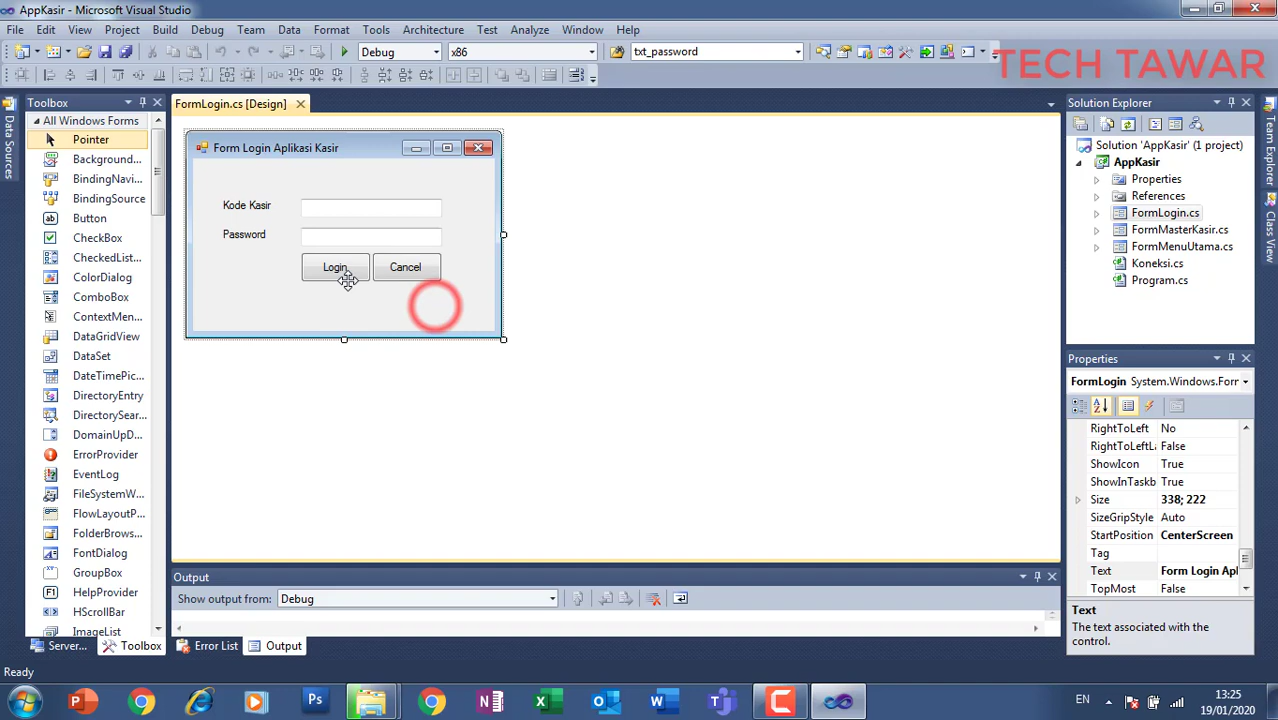 AppKasir - Microsoft Visual Studio
File Edit View Project Build Debug Team Data Format Tools Architecture Test Analyze Window Help
Debug x86 txt_password
TECH TAWAR
Data Sources
Toolbox
All Windows Forms
Pointer
Background...
BindingNavi...
BindingSource
Button
CheckBox
CheckedList...
ColorDialog
ComboBox
ContextMen...
DataGridView
DataSet
DateTimePic...
DirectoryEntry
DirectorySear...
DomainUpD...
ErrorProvider
EventLog
FileSystemW...
FlowLayoutP...
FolderBrows...
FontDialog
GroupBox
HelpProvider
HScrollBar
ImageList
Server... Toolbox
FormLogin.cs [Design]
Form Login Aplikasi Kasir
Kode Kasir
Password
Login Cancel
Output
Show output from: Debug
Error List Output
Solution Explorer
Solution 'AppKasir' (1 project)
AppKasir
Properties
References
FormLogin.cs
FormMasterKasir.cs
FormMenuUtama.cs
Koneksi.cs
Program.cs
Team Explorer
Class View
Properties
FormLogin System.Windows.Forr
RightToLeft No
RightToLeftLa False
ShowIcon True
ShowInTaskb True
Size 338; 222
SizeGripStyle Auto
StartPosition CenterScreen
Tag
Text Form Login Apl
TopMost False
Text
The text associated with the
control.
Ready
EN
13:25
19/01/2020